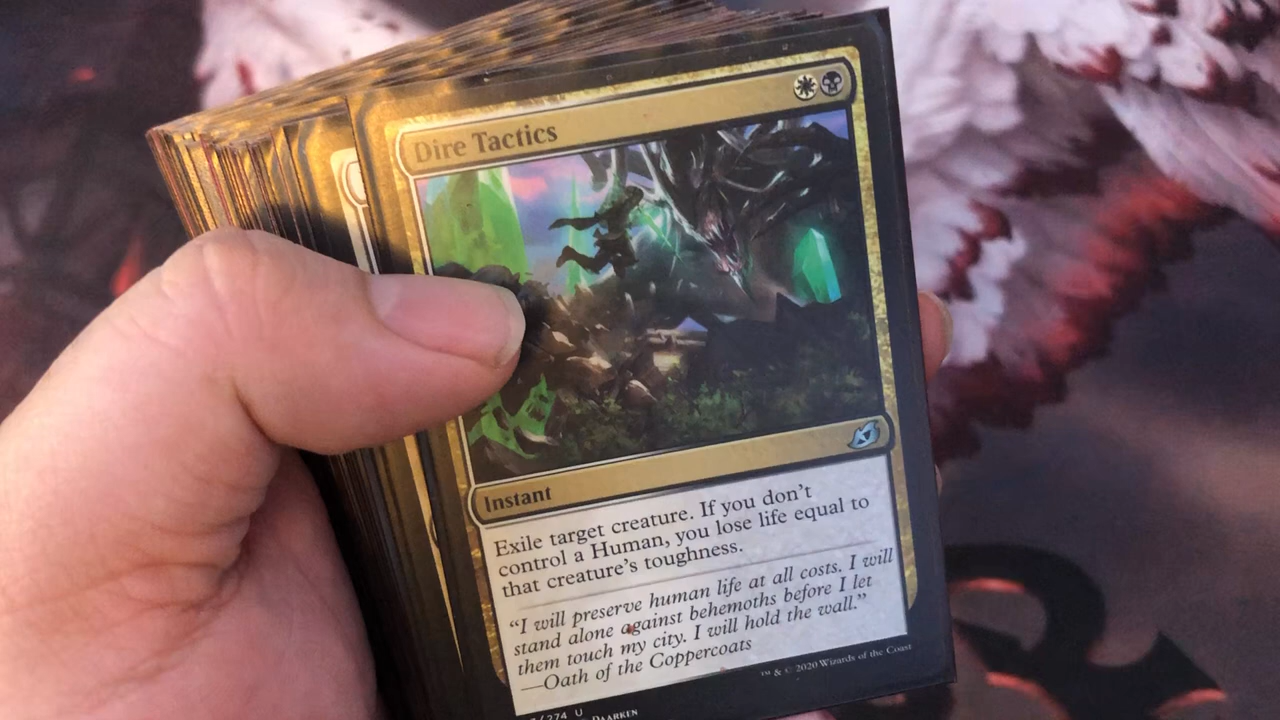 Dire Tactics
Instant
Exile target creature. If you don't
control a Human, you lose life equal to
that creature's toughness.
“I will preserve human life at all costs. I will
stand alone against behemoths before I let
them touch my city. I will hold the wall.”
—Oath of the Coppercoats
™ & © 2020 Wizards of the Coast
/274 U
Daarken